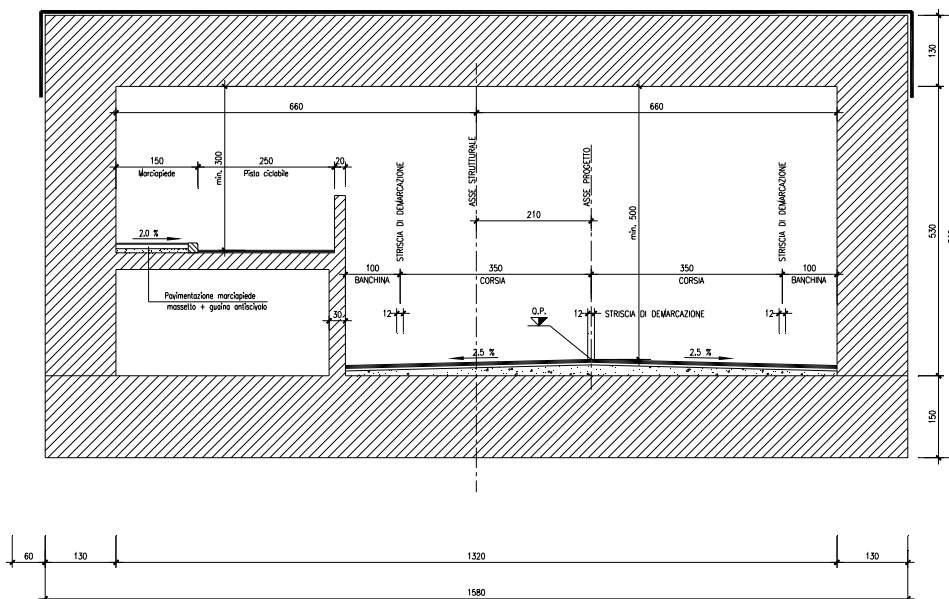 130
660
660
150
Marciapiede
min. 300
250
Pista ciclabile
20
STRISCIA DI DEMARCAZIONE
ASSE STRUTTURALE
ASSE PROGETTO
STRISCIA DI DEMARCAZIONE
210
min. 500
530
2.0 %
100
BANCHINA
350
CORSIA
350
CORSIA
100
BANCHINA
Pavimentazione marciapiede
massetto + guaina antiscivolo
30
12
Q.P.
12
STRISCIA DI DEMARCAZIONE
12
2.5 %
2.5 %
150
60
130
1320
130
1580